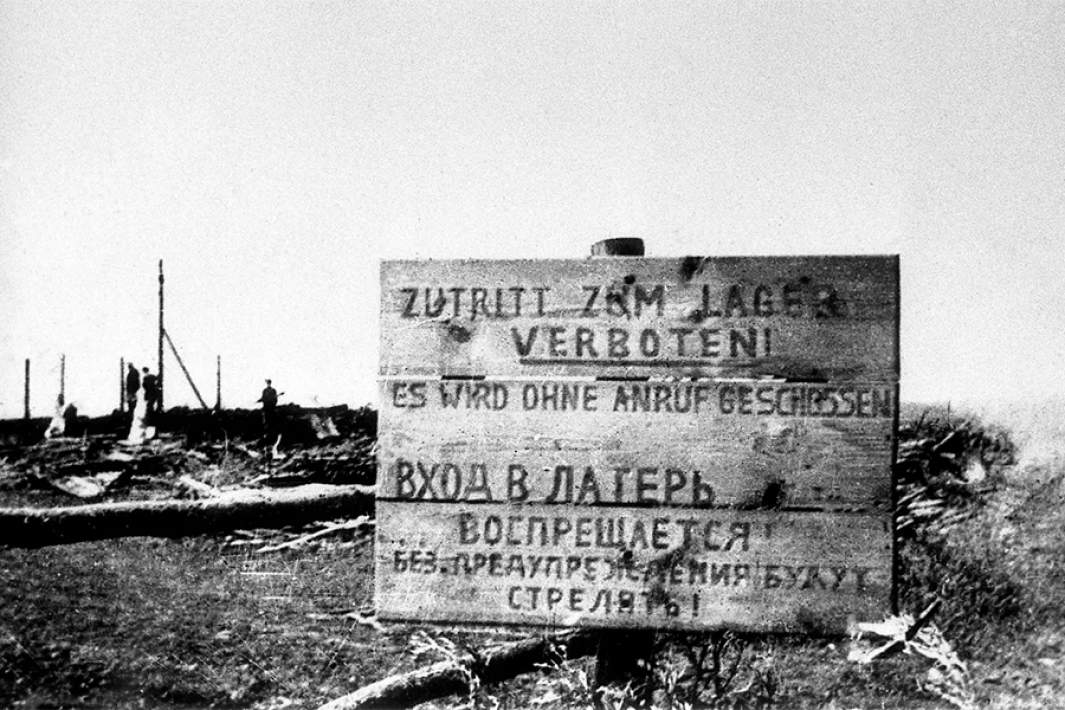 ZUTRITT ZUM LAGER
VERBOTEN!
ES WIRD OHNE ANRUF GESCHOSSEN
ВХОД В ЛАГЕРЬ
ВОСПРЕЩАЕТСЯ!
БЕЗ. ПРЕДУПРЕЖДЕНИЯ БУДУТ
СТРЕЛЯТЬ!